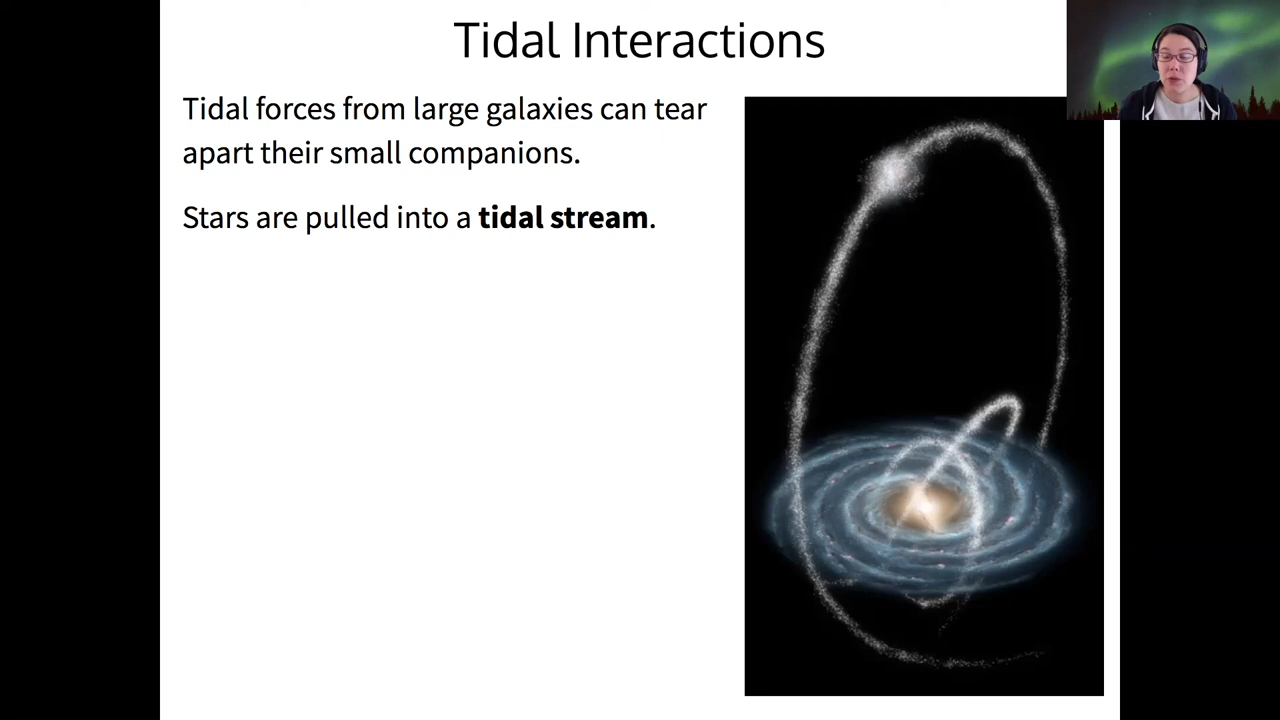 Tidal Interactions
Tidal forces from large galaxies can tear
apart their small companions.
Stars are pulled into a tidal stream.